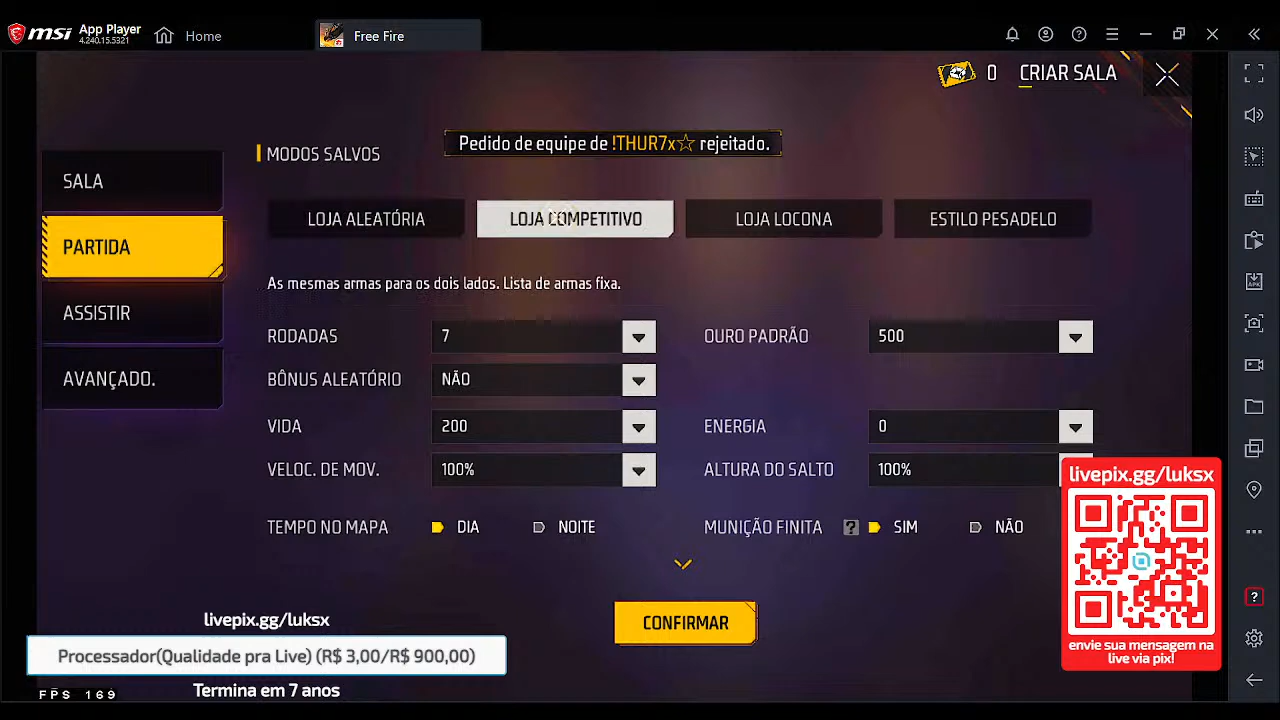 msi App Player
4.240.15.5321
Home
Free Fire
0 CRIAR SALA
Pedido de equipe de !THUR7x☆ rejeitado.
MODOS SALVOS
SALA
PARTIDA
ASSISTIR
AVANÇADO.
LOJA ALEATÓRIA
LOJA COMPETITIVO
LOJA LOCONA
ESTILO PESADELO
As mesmas armas para os dois lados. Lista de armas fixa.
RODADAS 7
OURO PADRÃO 500
BÔNUS ALEATÓRIO NÃO
VIDA 200
ENERGIA 0
VELOC. DE MOV. 100%
ALTURA DO SALTO 100%
TEMPO NO MAPA DIA NOITE
MUNIÇÃO FINITA ? SIM NÃO
CONFIRMAR
livepix.gg/luksx
envie sua mensagem na
live via pix!
livepix.gg/luksx
Processador(Qualidade pra Live) (R$ 3,00/R$ 900,00)
Termina em 7 anos
FPS 169